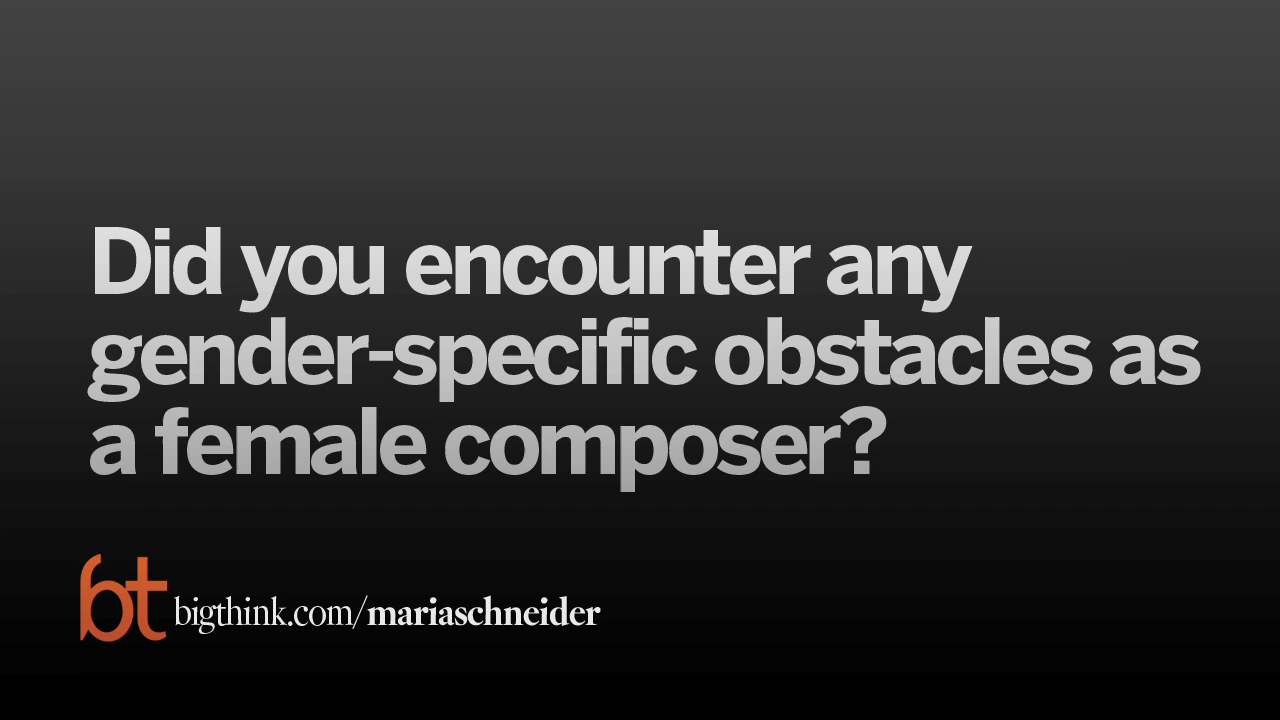 Did you encounter any
gender-specific obstacles as
a female composer?
bt bigthink.com/mariaschneider